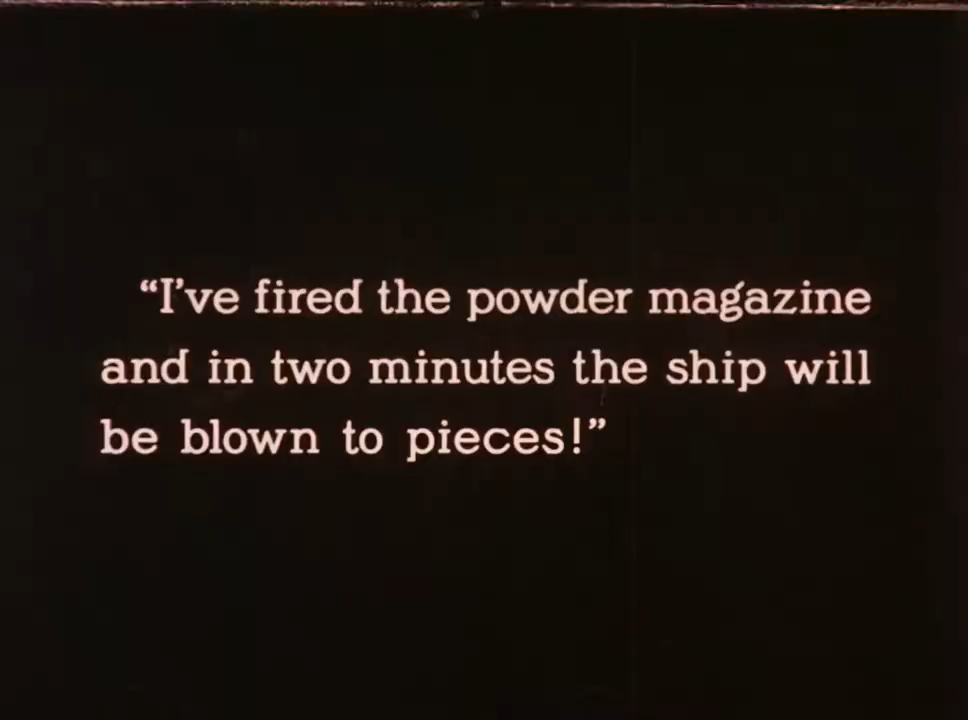 “I’ve fired the powder magazine
and in two minutes the ship will
be blown to pieces!”